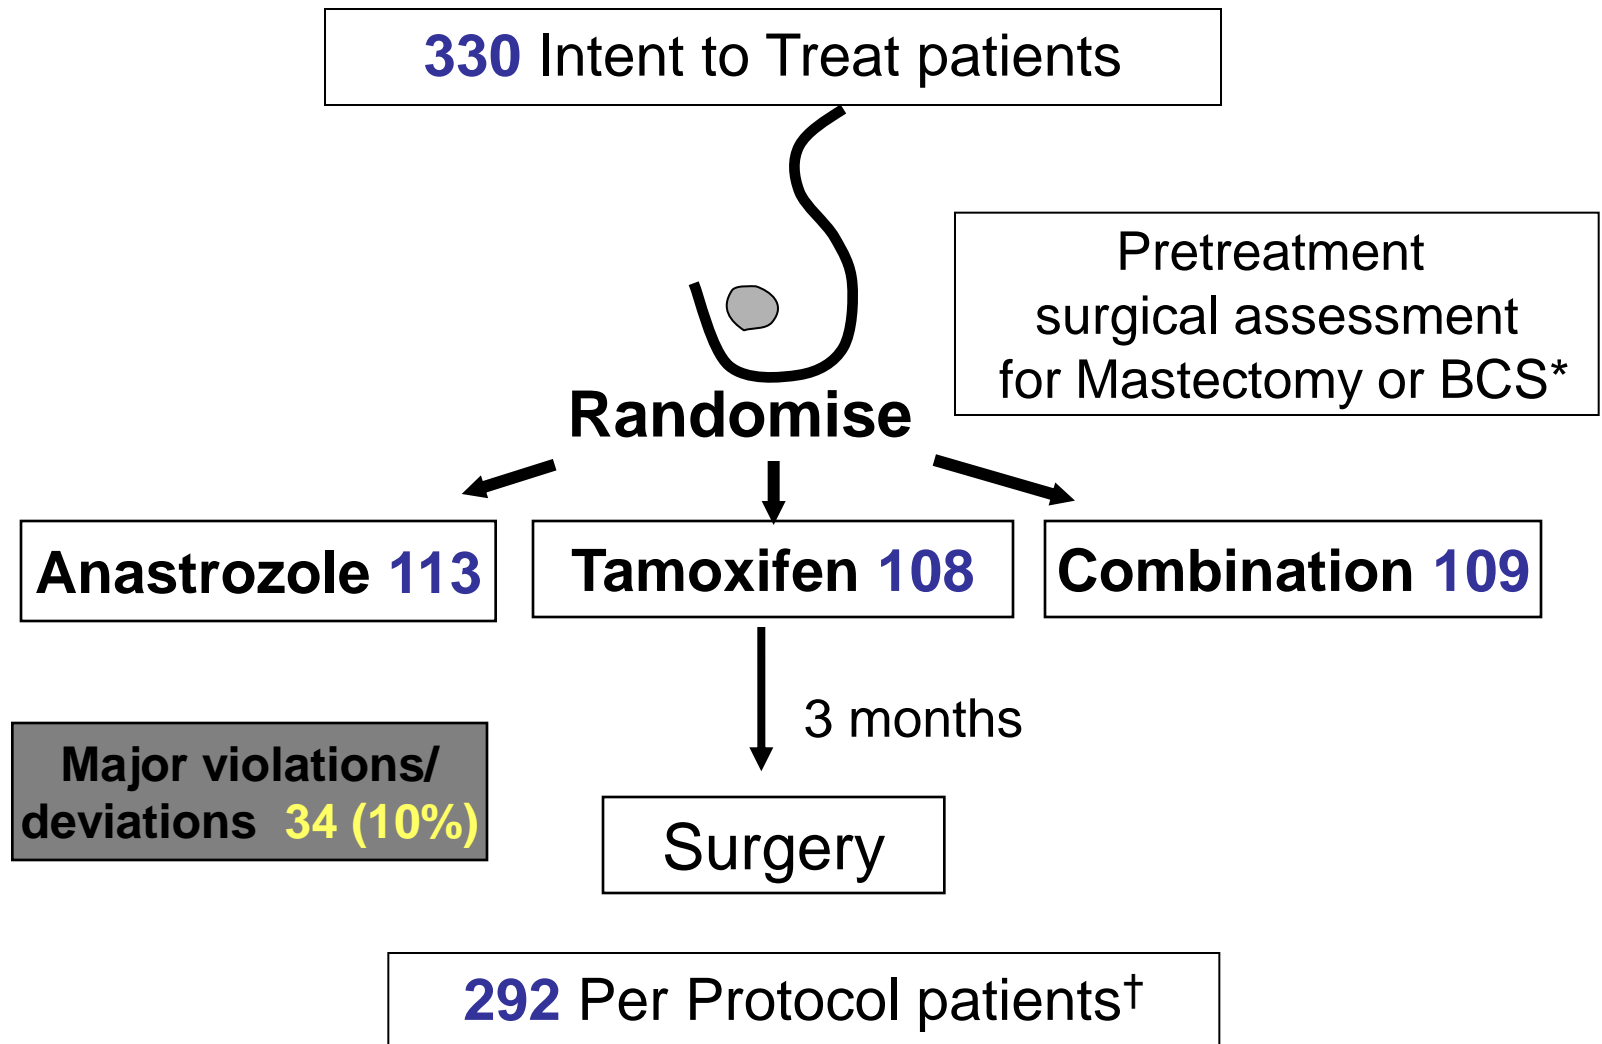 330 Intent to Treat patients
Pretreatment
surgical assessment
for Mastectomy or BCS*
Randomise
Anastrozole 113
Tamoxifen 108
Combination 109
3 months
Major violations/
deviations 34 (10%)
Surgery
292 Per Protocol patients†